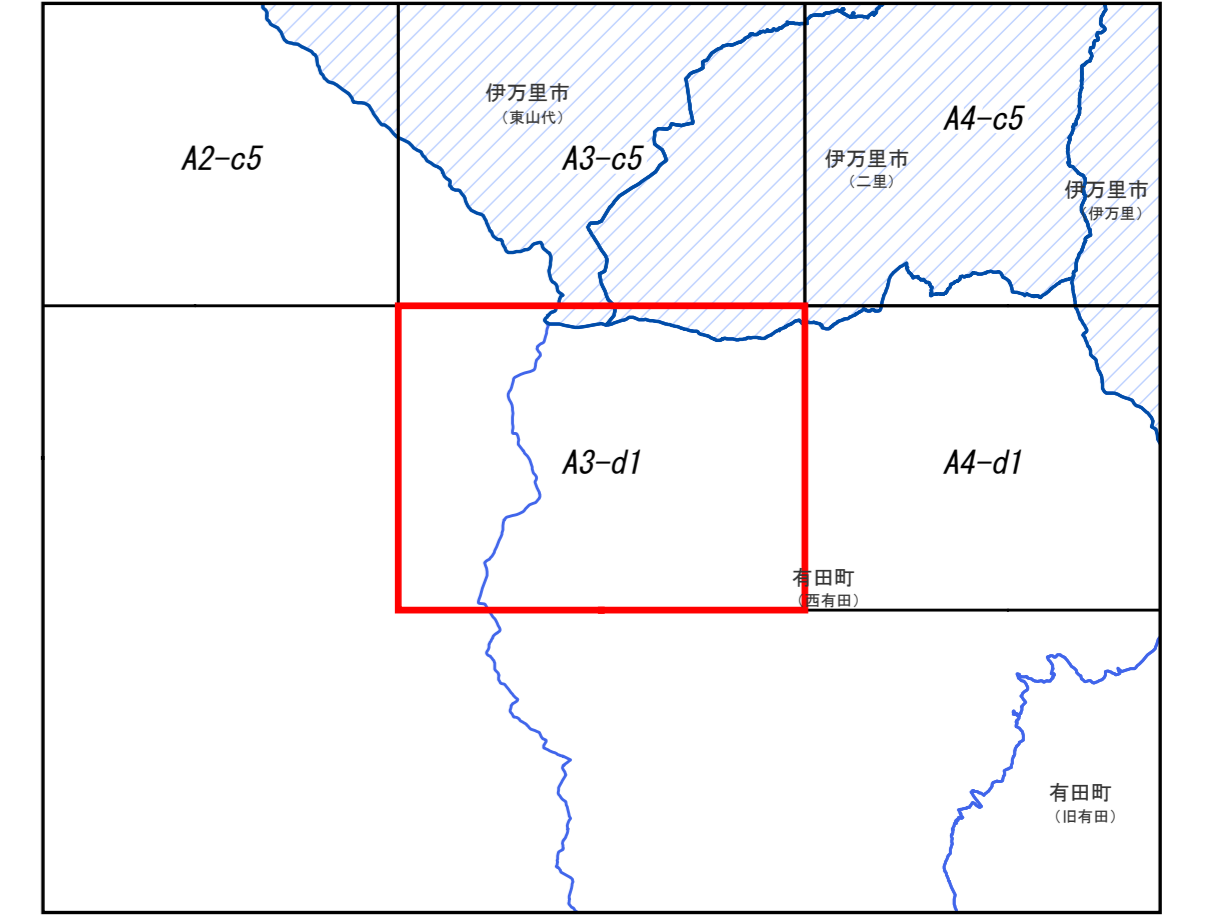 伊万里市
（東山代）
A4-c5
A2-c5
A3-c5
伊万里市
（二里）
伊万里市
（伊万里）
A3-d1
A4-d1
有田町
（西有田）
有田町
（旧有田）